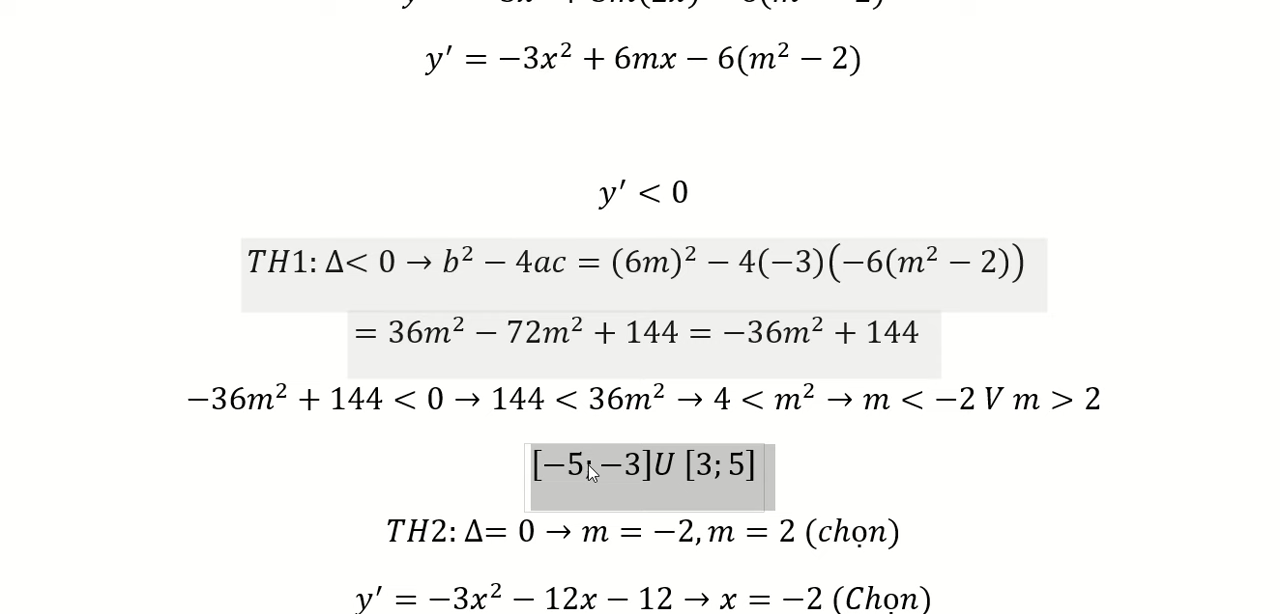 y′ = −3x² + 6mx − 6(m² − 2)
y′ < 0
TH1: Δ< 0 → b² − 4ac = (6m)² − 4(−3)(−6(m² − 2))
= 36m² − 72m² + 144 = −36m² + 144
−36m² + 144 < 0 → 144 < 36m² → 4 < m² → m < −2 V m > 2
[−5; −3]U [3; 5]
TH2: Δ= 0 → m = −2, m = 2 (chọn)
y′ = −3x² − 12x − 12 → x = −2 (Chọn)